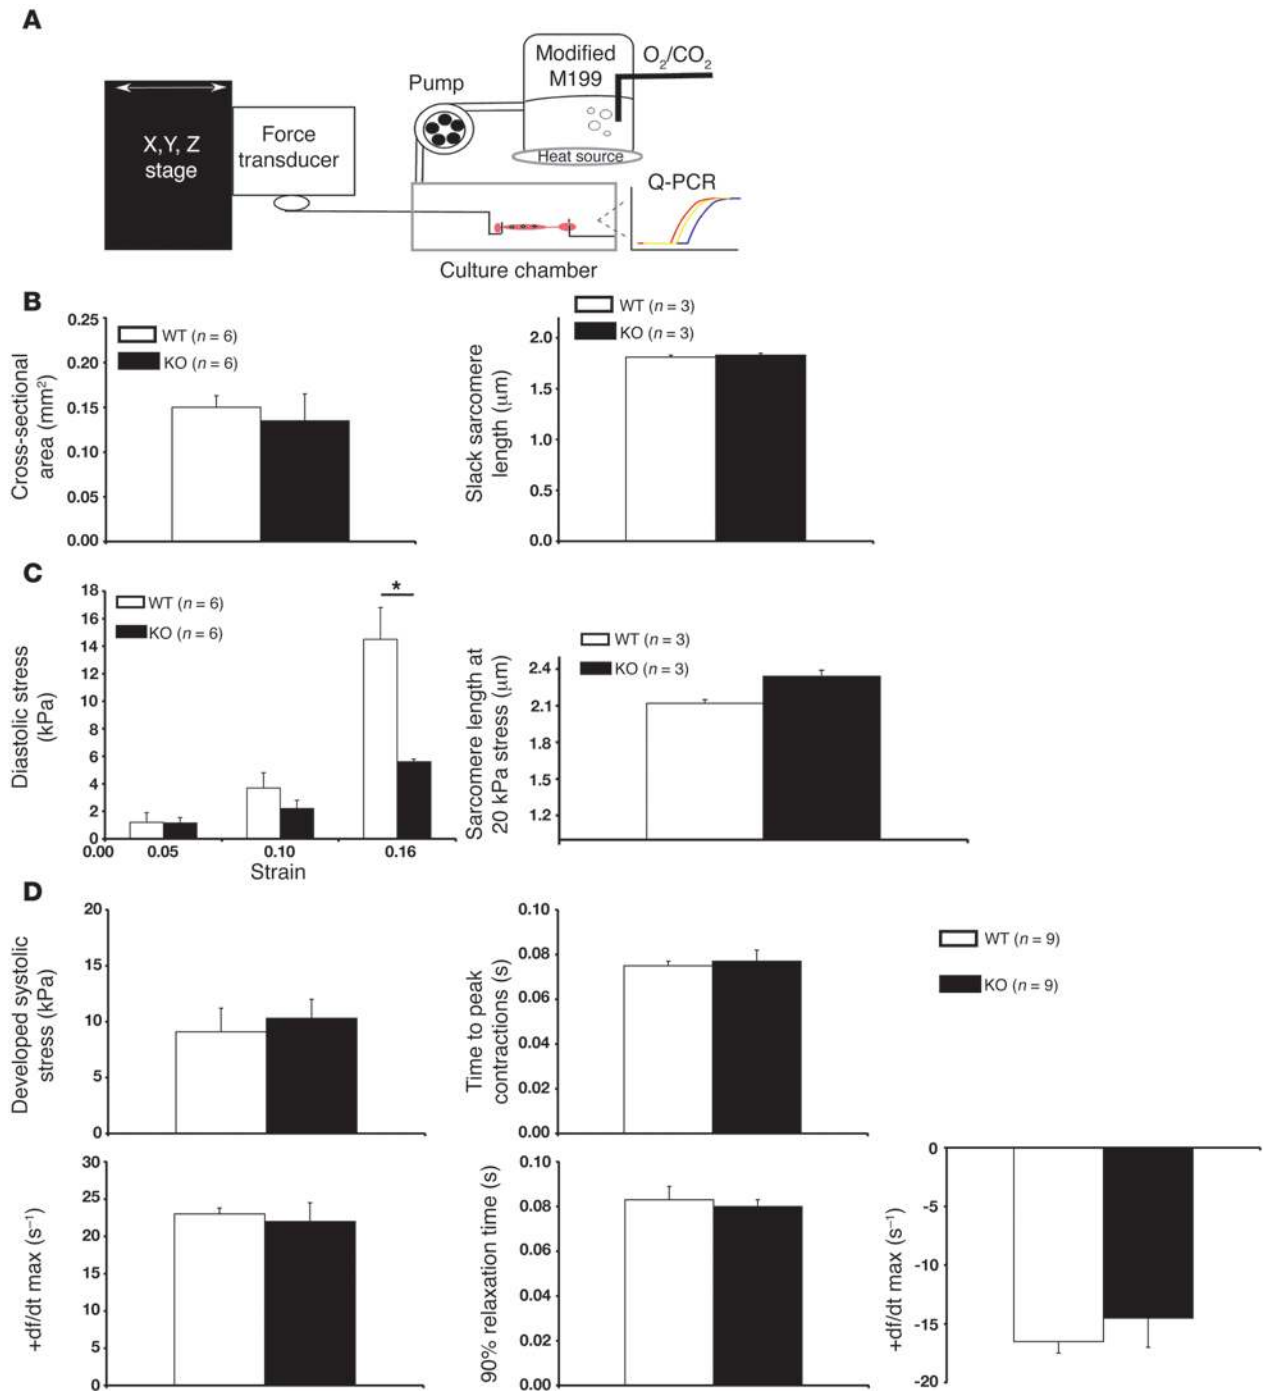 A
X,Y, Z
stage
Force
transducer
Pump
Modified
M199
O₂/CO₂
Heat source
Q-PCR
Culture chamber
B
Cross-sectional
area (mm²)
0.25
0.20
0.15
0.10
0.05
0.00
WT (n = 6)
KO (n = 6)
Slack sarcomere
length (μm)
2.0
1.5
1.0
0.5
0.0
WT (n = 3)
KO (n = 3)
C
Diastolic stress
(kPa)
18
16
14
12
10
8
6
4
2
0
WT (n = 6)
KO (n = 6)
*
0.00
0.05
0.10
0.16
Strain
Sarcomere length at
20 kPa stress (μm)
2.4
2.1
1.8
1.5
1.2
WT (n = 3)
KO (n = 3)
D
Developed systolic
stress (kPa)
20
15
10
5
0
Time to peak
contractions (s)
0.10
0.08
0.06
0.04
0.02
0.00
WT (n = 9)
KO (n = 9)
+df/dt max (s⁻¹)
30
25
20
15
10
5
0
90% relaxation time (s)
0.10
0.08
0.06
0.04
0.02
0.00
+df/dt max (s⁻¹)
0
-5
-10
-15
-20